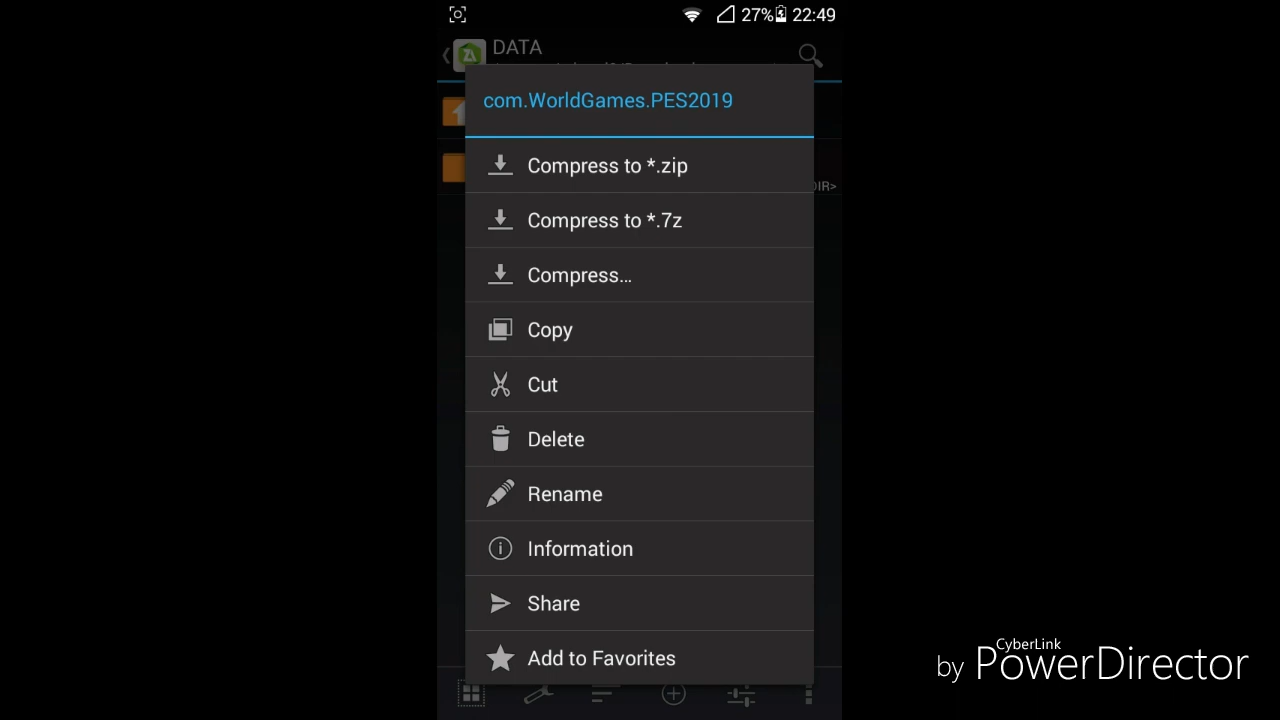 27% 22:49
DATA
com.WorldGames.PES2019
Compress to *.zip
DIR>
Compress to *.7z
Compress...
Copy
Cut
Delete
Rename
Information
Share
Add to Favorites
CyberLink
by PowerDirector